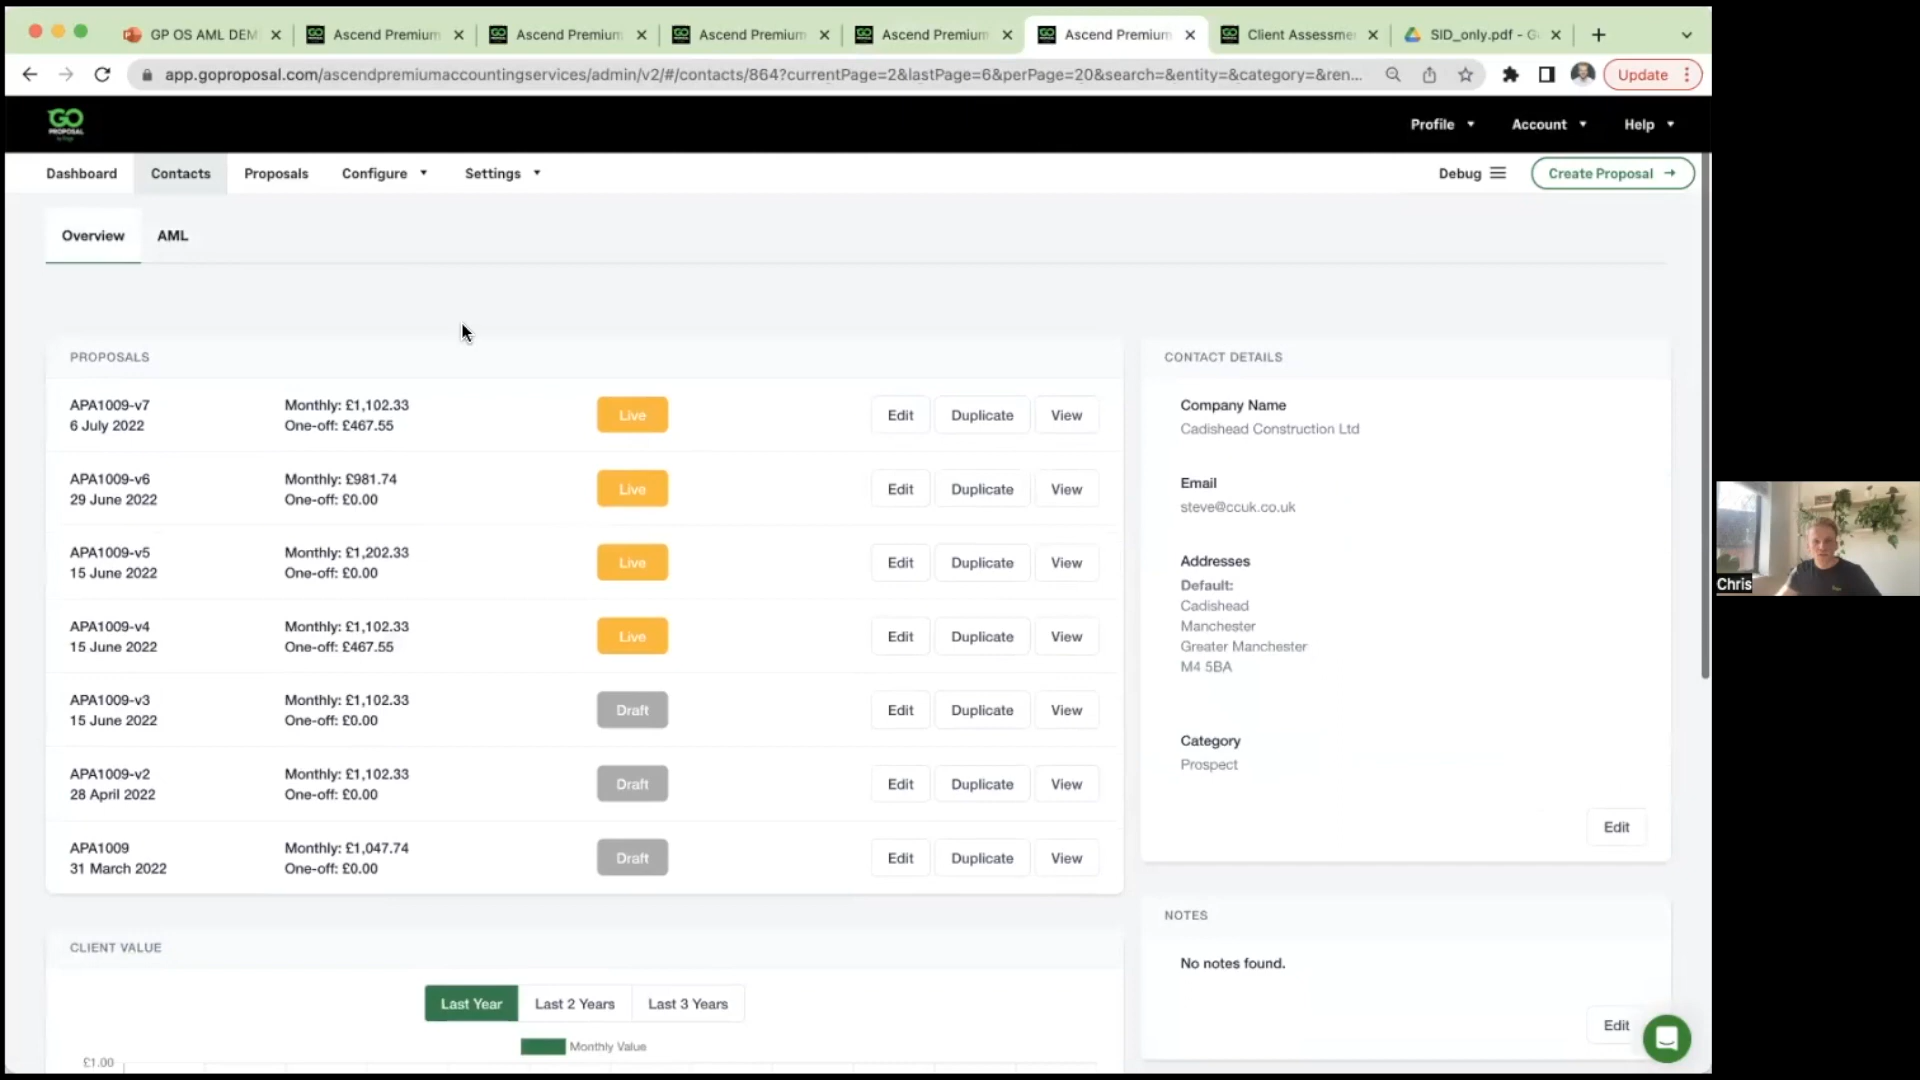 GP OS AML DEM
Ascend Premium
Ascend Premium
Ascend Premium
Ascend Premium
Ascend Premium
Client Assessme
SID_only.pdf - G
app.goproposal.com/ascendpremiumaccountingservices/admin/v2/#/contacts/864?currentPage=2&lastPage=6&perPage=20&search=&entity=&category=&ren...
Update
GO
PROPOSAL
Profile
Account
Help
Dashboard
Contacts
Proposals
Configure
Settings
Debug
Create Proposal →
Overview
AML
PROPOSALS
APA1009-v7
6 July 2022
Monthly: £1,102.33
One-off: £467.55
Live
Edit
Duplicate
View
APA1009-v6
29 June 2022
Monthly: £981.74
One-off: £0.00
Live
Edit
Duplicate
View
APA1009-v5
15 June 2022
Monthly: £1,202.33
One-off: £0.00
Live
Edit
Duplicate
View
APA1009-v4
15 June 2022
Monthly: £1,102.33
One-off: £467.55
Live
Edit
Duplicate
View
APA1009-v3
15 June 2022
Monthly: £1,102.33
One-off: £0.00
Draft
Edit
Duplicate
View
APA1009-v2
28 April 2022
Monthly: £1,102.33
One-off: £0.00
Draft
Edit
Duplicate
View
APA1009
31 March 2022
Monthly: £1,047.74
One-off: £0.00
Draft
Edit
Duplicate
View
CLIENT VALUE
Last Year
Last 2 Years
Last 3 Years
Monthly Value
£1.00
CONTACT DETAILS
Company Name
Cadishead Construction Ltd
Email
steve@ccuk.co.uk
Addresses
Default:
Cadishead
Manchester
Greater Manchester
M4 5BA
Category
Prospect
Edit
NOTES
No notes found.
Edit
Chris